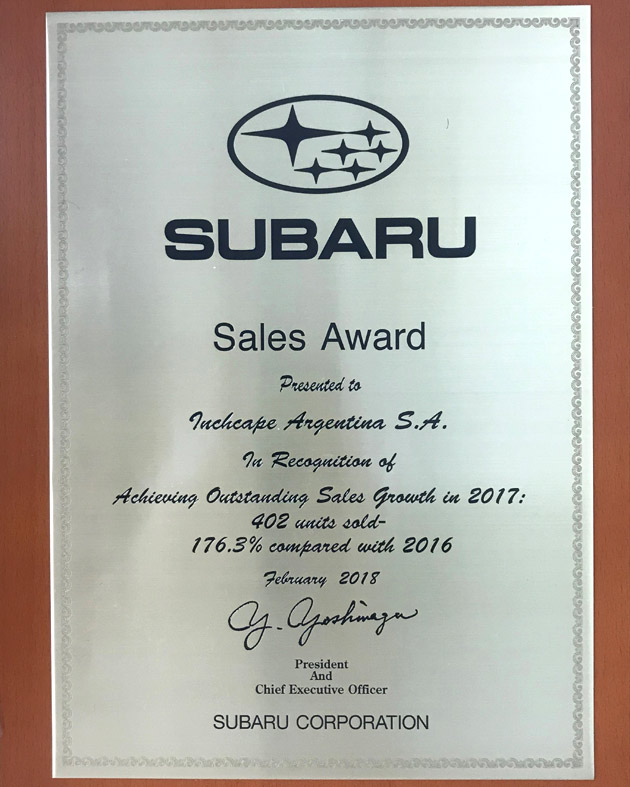 SUBARU
Sales Award
Presented to
Inchcape Argentina S.A.
In Recognition of
Achieving Outstanding Sales Growth in 2017:
402 units sold-
176.3% compared with 2016
February 2018
Y. Yoshinaga
President
And
Chief Executive Officer
SUBARU CORPORATION